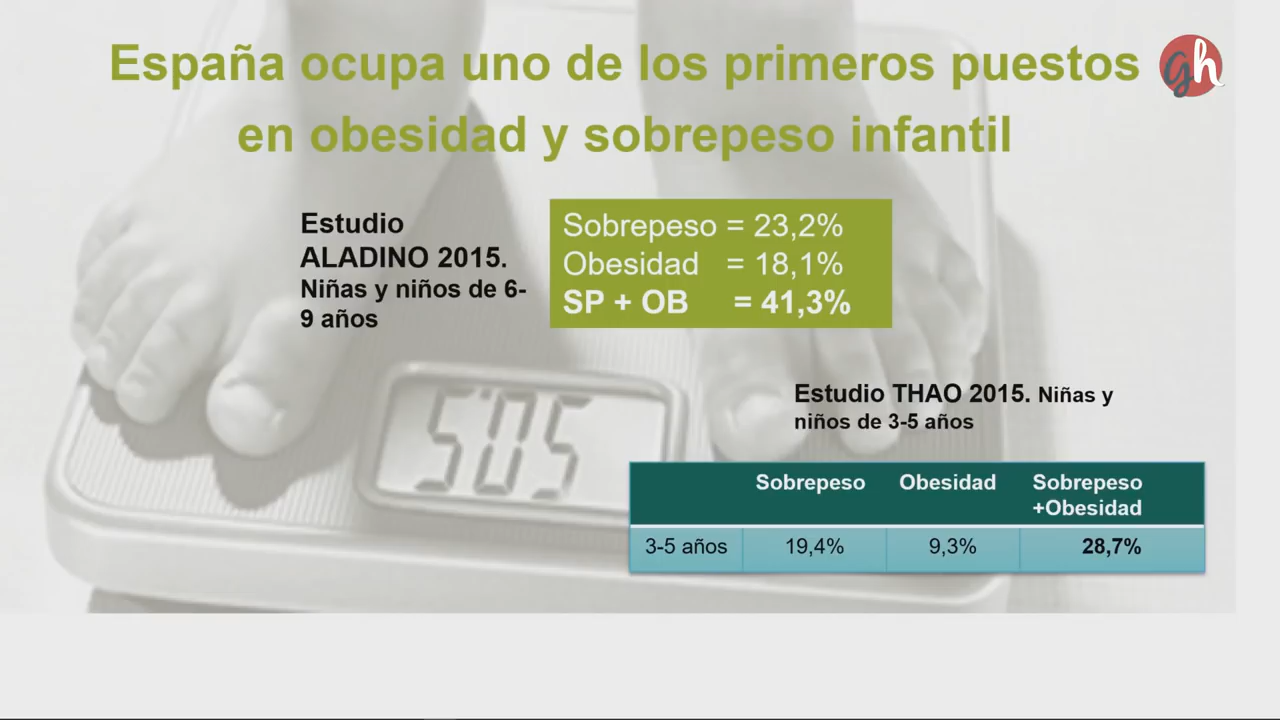 España ocupa uno de los primeros puestos
gh
en obesidad y sobrepeso infantil
Estudio
ALADINO 2015.
Niñas y niños de 6-
9 años
Sobrepeso = 23,2%
Obesidad = 18,1%
SP + OB = 41,3%
505
Estudio THAO 2015. Niñas y
niños de 3-5 años
Sobrepeso Obesidad Sobrepeso
+Obesidad
3-5 años 19,4% 9,3% 28,7%